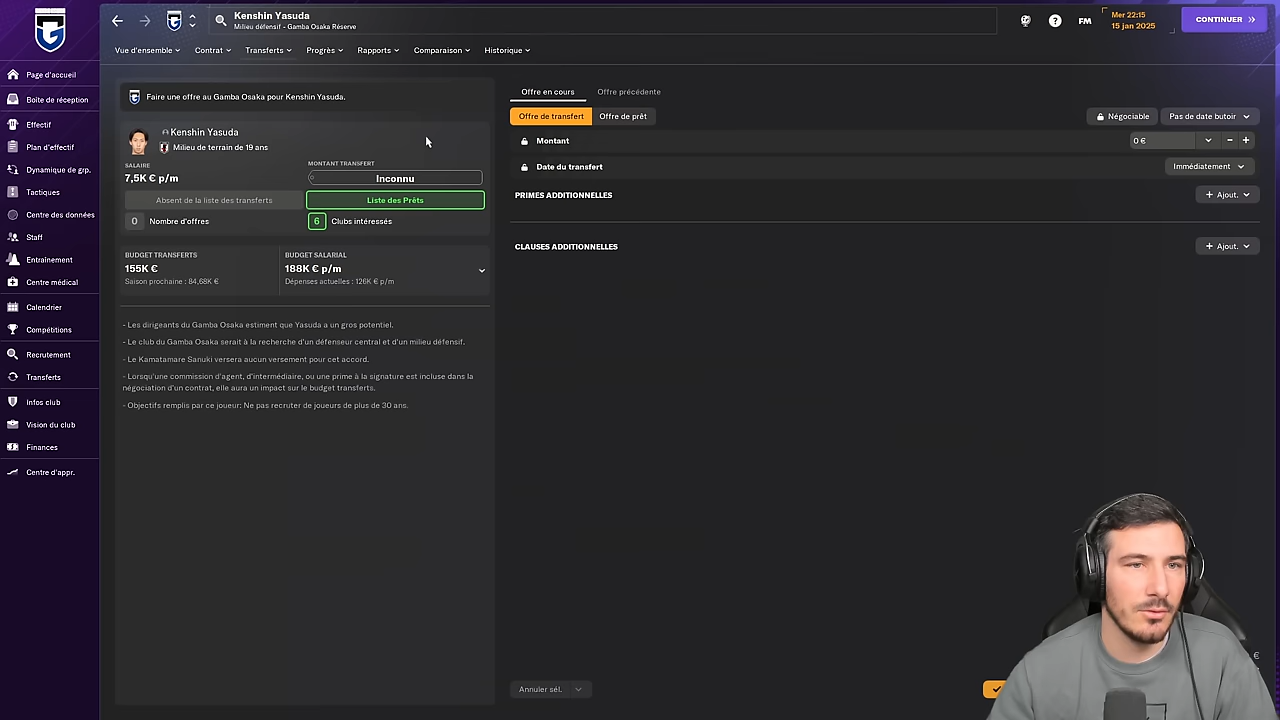 Kenshin Yasuda
Milieu défensif - Gamba Osaka Réserve
FM
Mer 22:15
15 jan 2025
CONTINUER
Vue d'ensemble
Contrat
Transferts
Progrès
Rapports
Comparaison
Historique
Page d'accueil
Boîte de réception
Effectif
Plan d'effectif
Dynamique de grp.
Tactiques
Centre des données
Staff
Entraînement
Centre médical
Calendrier
Compétitions
Recrutement
Transferts
Infos club
Vision du club
Finances
Centre d'appr.
Faire une offre au Gamba Osaka pour Kenshin Yasuda.
Kenshin Yasuda
Milieu de terrain de 19 ans
SALAIRE
7,5K € p/m
MONTANT TRANSFERT
Inconnu
Absent de la liste des transferts
Liste des Prêts
0 Nombre d'offres
6 Clubs intéressés
BUDGET TRANSFERTS
155K €
Saison prochaine : 84,68K €
BUDGET SALARIAL
188K € p/m
Dépenses actuelles : 126K € p/m
- Les dirigeants du Gamba Osaka estiment que Yasuda a un gros potentiel.
- Le club du Gamba Osaka serait à la recherche d'un défenseur central et d'un milieu défensif.
- Le Kamatamare Sanuki versera aucun versement pour cet accord.
- Lorsqu'une commission d'agent, d'intermédiaire, ou une prime à la signature est incluse dans la
négociation d'un contrat, elle aura un impact sur le budget transferts.
- Objectifs remplis par ce joueur: Ne pas recruter de joueurs de plus de 30 ans.
Offre en cours
Offre précédente
Offre de transfert
Offre de prêt
Négociable
Pas de date butoir
Montant
0 €
Date du transfert
Immédiatement
PRIMES ADDITIONNELLES
+ Ajout.
CLAUSES ADDITIONNELLES
+ Ajout.
Annuler sél.
€